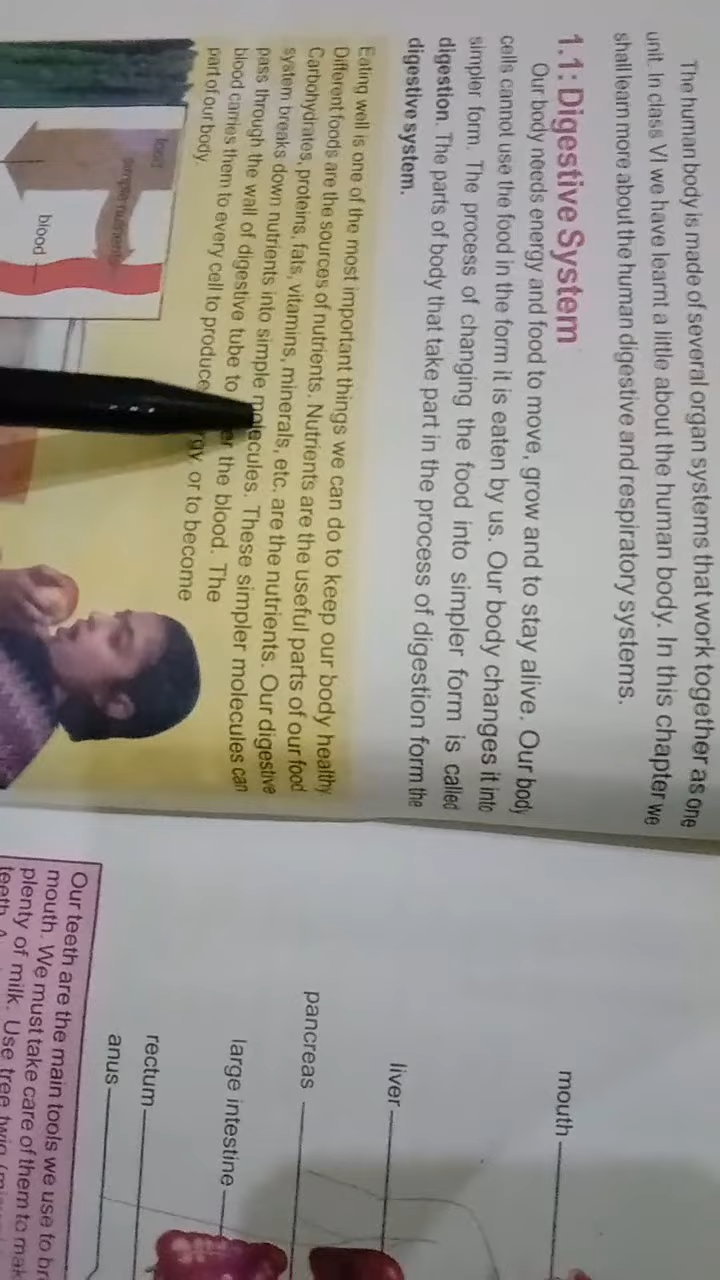 The human body is made of several organ systems that work together as one
unit. In class VI we have learnt a little about the human body. In this chapter we
shall learn more about the human digestive and respiratory systems.
1.1: Digestive System
Our body needs energy and food to move, grow and to stay alive. Our body
cells cannot use the food in the form it is eaten by us. Our body changes it into
simpler form. The process of changing the food into simpler form is called
digestion. The parts of body that take part in the process of digestion form the
digestive system.
Eating well is one of the most important things we can do to keep our body healthy
Different foods are the sources of nutrients. Nutrients are the useful parts of our food
Carbohydrates, proteins, fats, vitamins, minerals, etc. are the nutrients. Our digestive
system breaks down nutrients into simple molecules. These simpler molecules can
pass through the wall of digestive tube to the blood. The
blood carries them to every cell to produce or to become
part of our body.
food
simple nutrients
blood
mouth
liver
pancreas
large intestine
rectum
anus
Our teeth are the main tools we use to
mouth. We must take care of them to
plenty of milk. Use tree twig
teeth